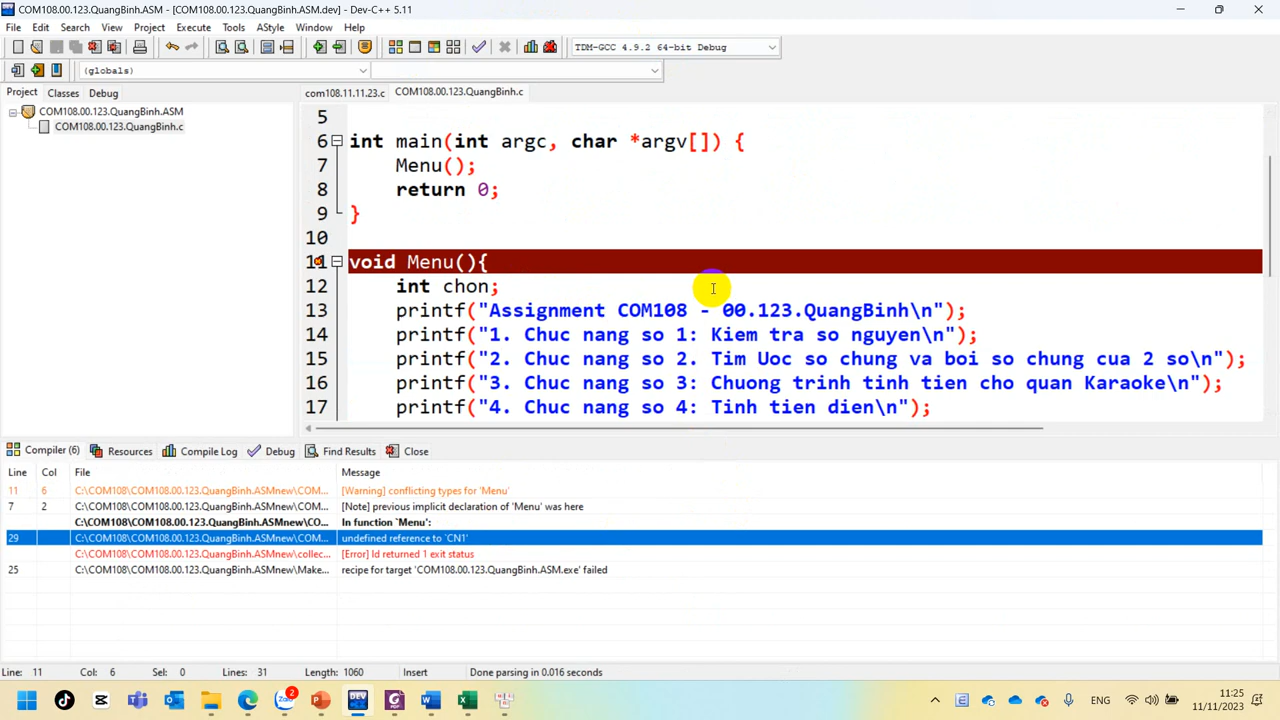 COM108.00.123.QuangBinh.ASM - [COM108.00.123.QuangBinh.ASM.dev] - Dev-C++ 5.11
File Edit Search View Project Execute Tools AStyle Window Help
TDM-GCC 4.9.2 64-bit Debug
(globals)
Project Classes Debug
com108.11.11.23.c COM108.00.123.QuangBinh.c
COM108.00.123.QuangBinh.ASM
COM108.00.123.QuangBinh.c
5
6 int main(int argc, char *argv[]) {
7 Menu();
8 return 0;
9 }
10
11 void Menu(){
12 int chon;
13 printf("Assignment COM108 - 00.123.QuangBinh\n");
14 printf("1. Chuc nang so 1: Kiem tra so nguyen\n");
15 printf("2. Chuc nang so 2. Tim Uoc so chung va boi so chung cua 2 so\n");
16 printf("3. Chuc nang so 3: Chuong trinh tinh tien cho quan Karaoke\n");
17 printf("4. Chuc nang so 4: Tinh tien dien\n");
Compiler (6) Resources Compile Log Debug Find Results Close
Line Col File Message
11 6 C:\COM108\COM108.00.123.QuangBinh.ASMnew\COM... [Warning] conflicting types for 'Menu'
7 2 C:\COM108\COM108.00.123.QuangBinh.ASMnew\COM... [Note] previous implicit declaration of 'Menu' was here
C:\COM108\COM108.00.123.QuangBinh.ASMnew\CO... In function `Menu':
29 C:\COM108\COM108.00.123.QuangBinh.ASMnew\COM... undefined reference to 'CN1'
C:\COM108\COM108.00.123.QuangBinh.ASMnew\collec... [Error] ld returned 1 exit status
25 C:\COM108\COM108.00.123.QuangBinh.ASMnew\Make... recipe for target 'COM108.00.123.QuangBinh.ASM.exe' failed
Line: 11 Col: 6 Sel: 0 Lines: 31 Length: 1060 Insert Done parsing in 0.016 seconds
2
DEV
ENG
11:25
11/11/2023